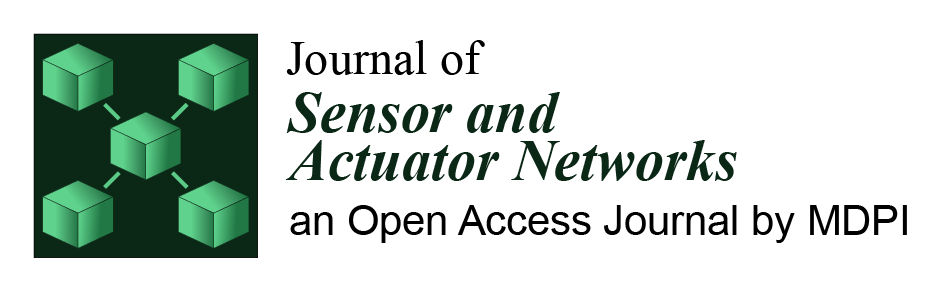 Journal of
Sensor and
Actuator Networks
an Open Access Journal by MDPI